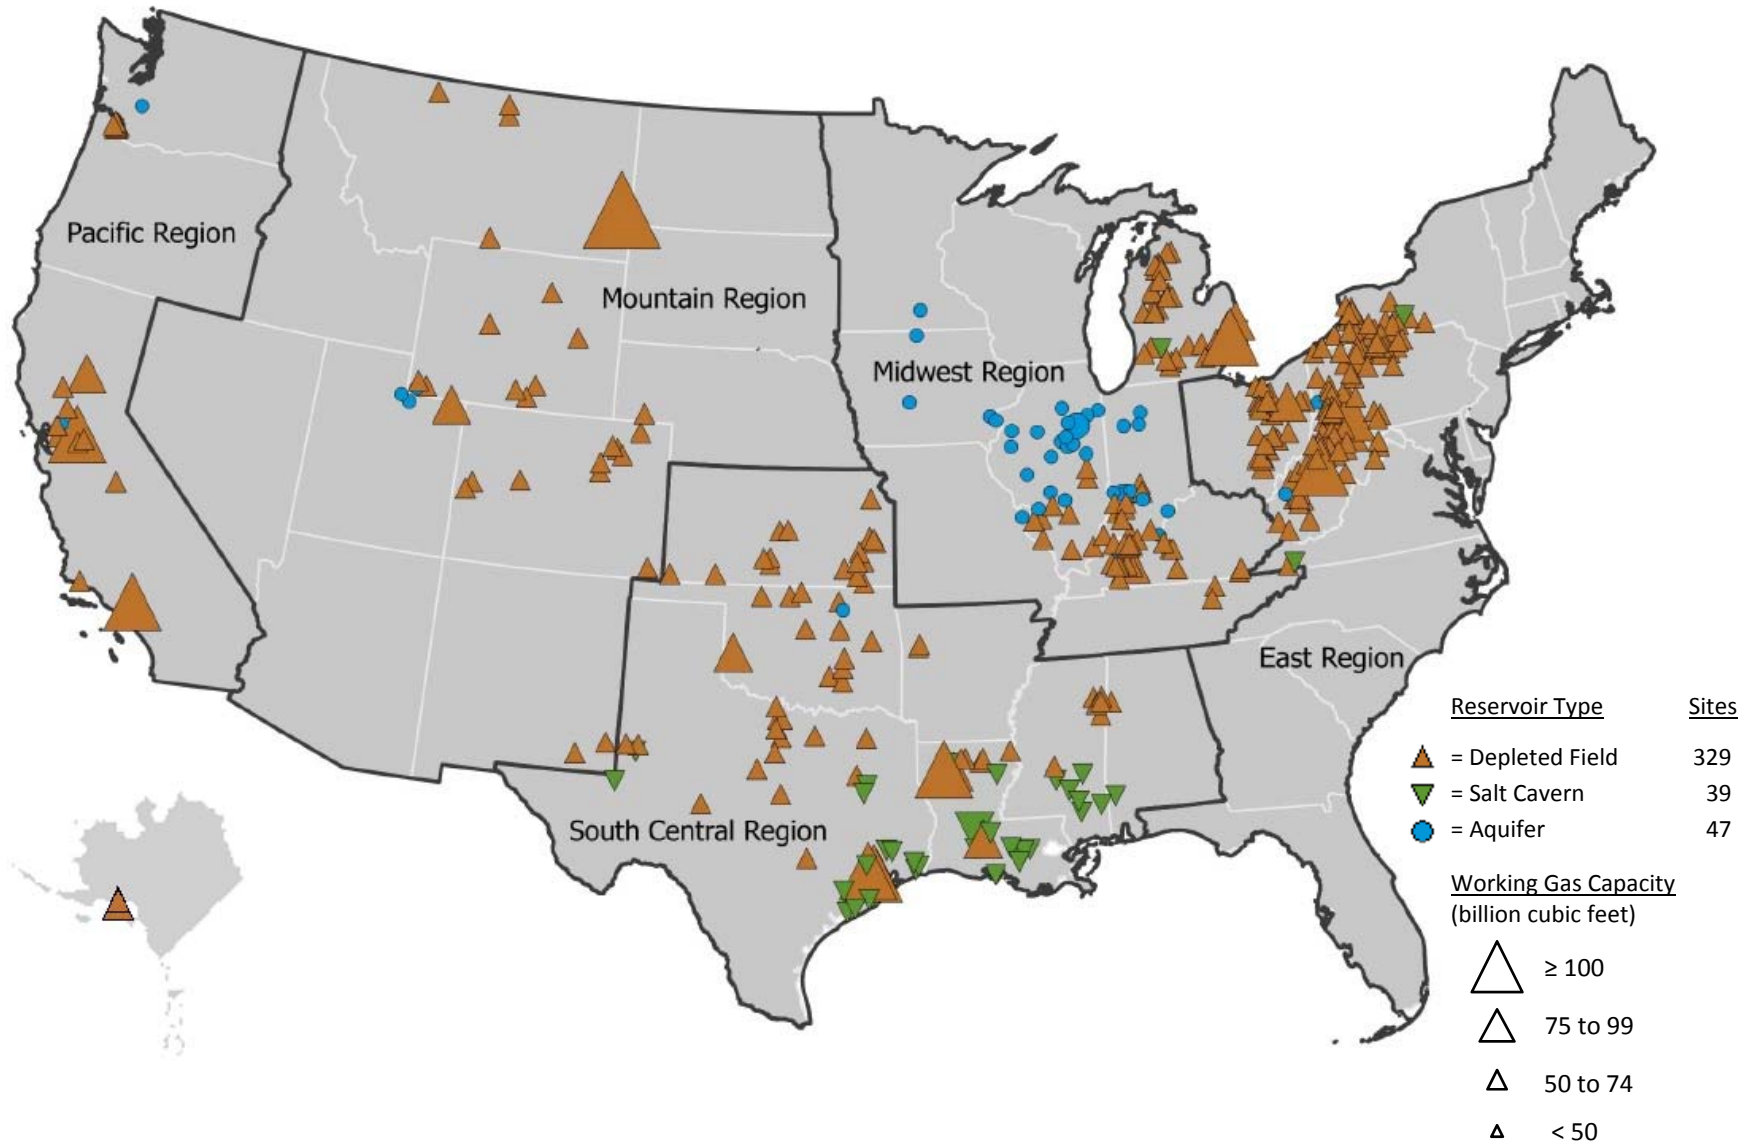 Pacific Region
Mountain Region
Midwest Region
East Region
South Central Region
Reservoir Type Sites
= Depleted Field 329
= Salt Cavern 39
= Aquifer 47
Working Gas Capacity
(billion cubic feet)
≥ 100
75 to 99
50 to 74
< 50